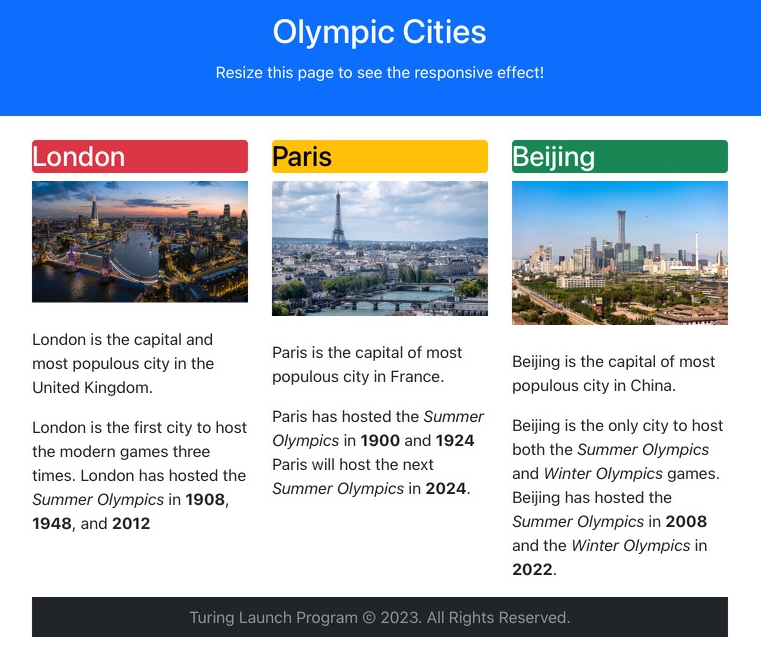 Olympic Cities
Resize this page to see the responsive effect!
London
London is the capital and
most populous city in the
United Kingdom.
London is the first city to host
the modern games three
times. London has hosted the
Summer Olympics in 1908,
1948, and 2012
Paris
Paris is the capital of most
populous city in France.
Paris has hosted the Summer
Olympics in 1900 and 1924
Paris will host the next
Summer Olympics in 2024.
Beijing
Beijing is the capital of most
populous city in China.
Beijing is the only city to host
both the Summer Olympics
and Winter Olympics games.
Beijing has hosted the
Summer Olympics in 2008
and the Winter Olympics in
2022.
Turing Launch Program © 2023. All Rights Reserved.